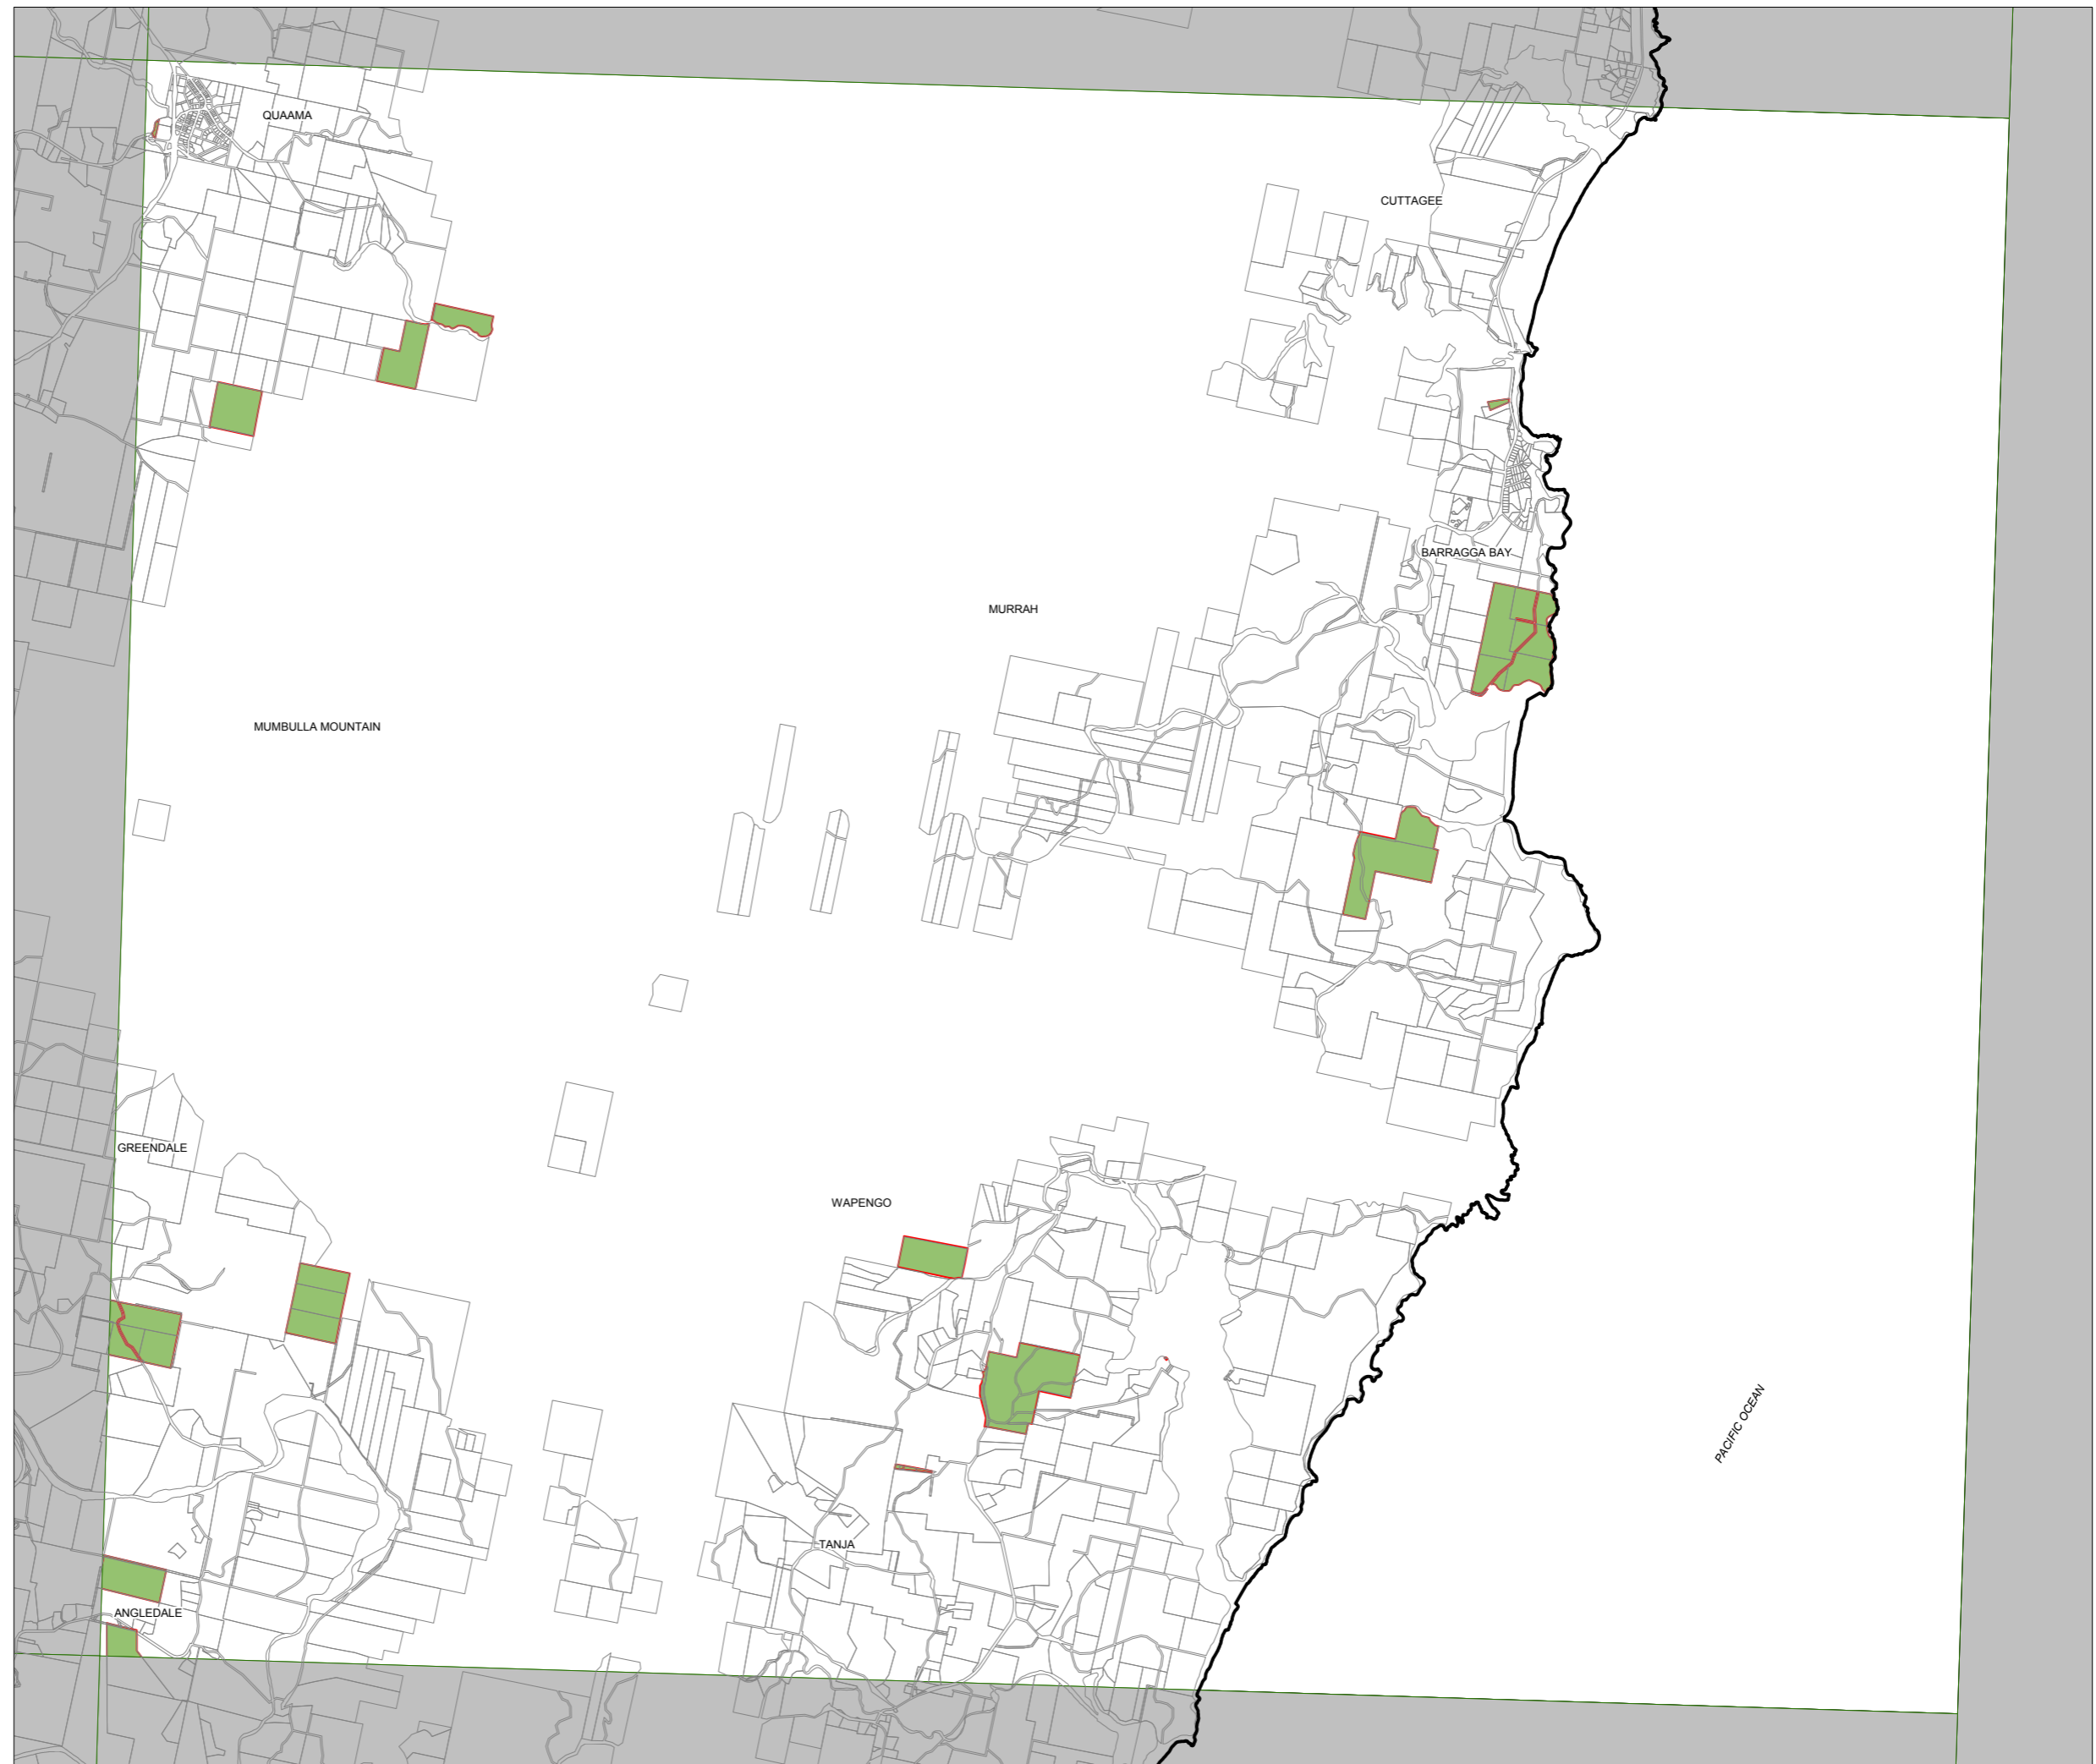 QUAAMA
CUTTAGEE
BARRAGGA BAY
MURRAH
MUMBULLA MOUNTAIN
GREENDALE
WAPENGO
PACIFIC OCEAN
TANJA
ANGLEDALE